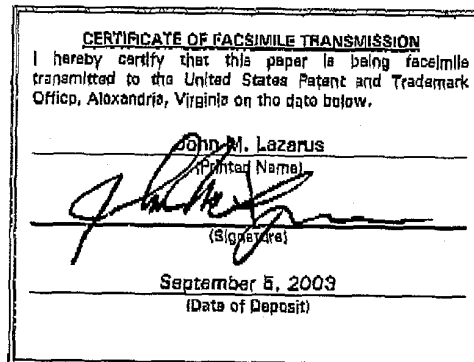 CERTIFICATE OF FACSIMILE TRANSMISSION
I hereby certify that this paper is being facsimile
transmitted to the United States Patent and Trademark
Office, Alexandria, Virginia on the date below.
John M. Lazarus
(Printed Name)
(Signature)
September 5, 2003
(Date of Deposit)